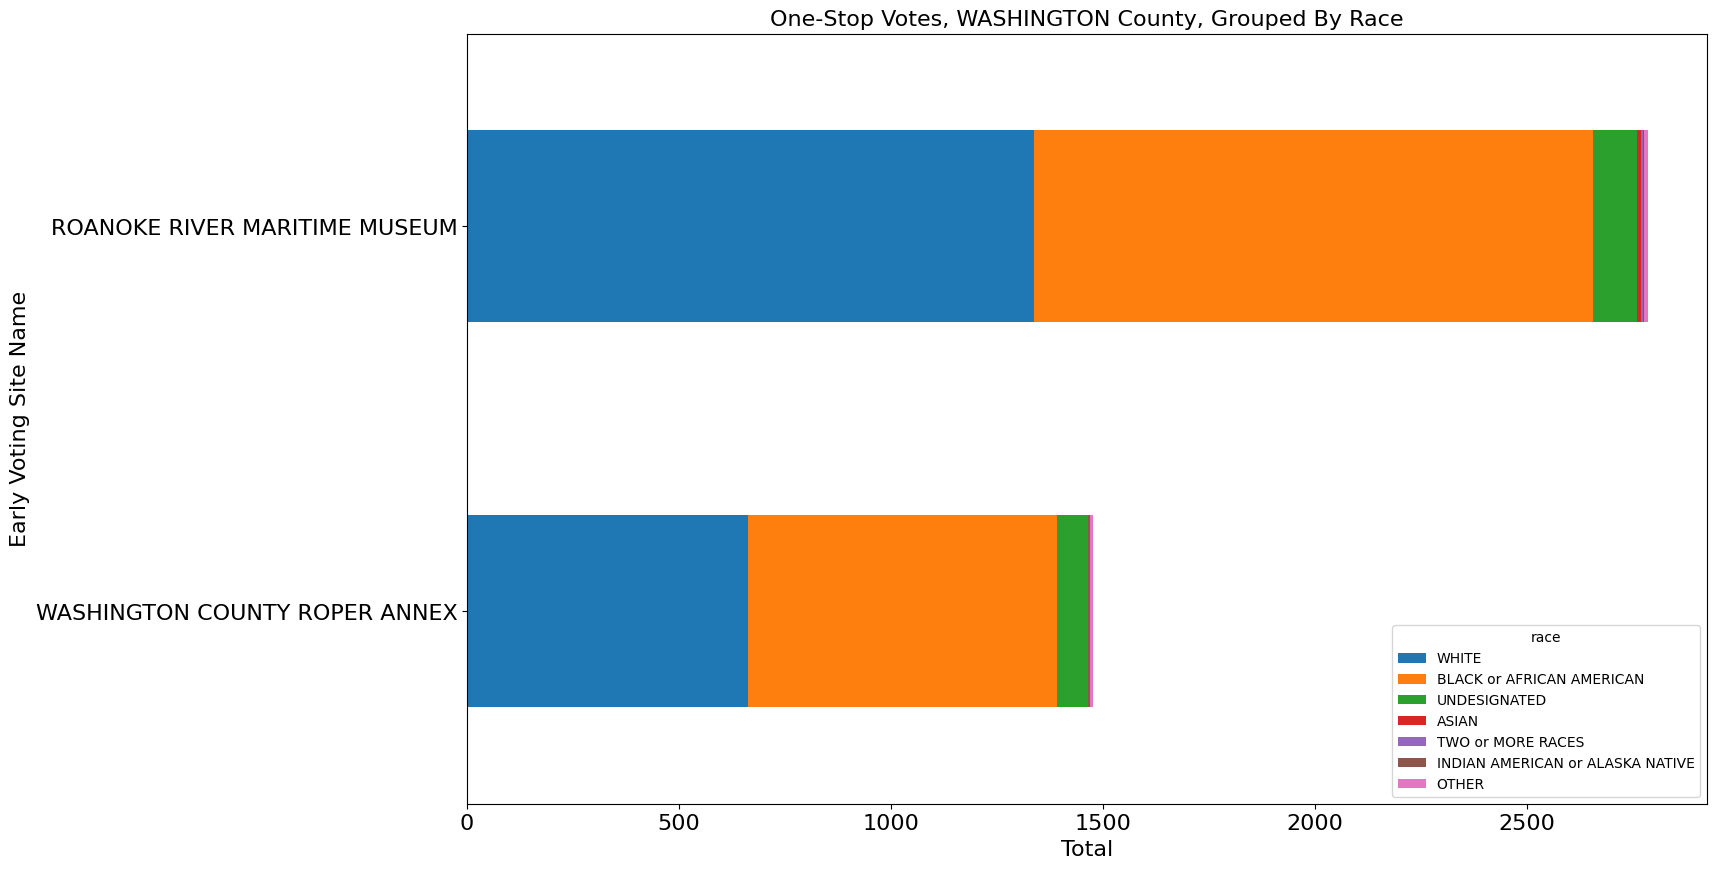 One-Stop Votes, WASHINGTON County, Grouped By Race
Early Voting Site Name
ROANOKE RIVER MARITIME MUSEUM
WASHINGTON COUNTY ROPER ANNEX
race
WHITE
BLACK or AFRICAN AMERICAN
UNDESIGNATED
ASIAN
TWO or MORE RACES
INDIAN AMERICAN or ALASKA NATIVE
OTHER
0 500 1000 1500 2000 2500
Total